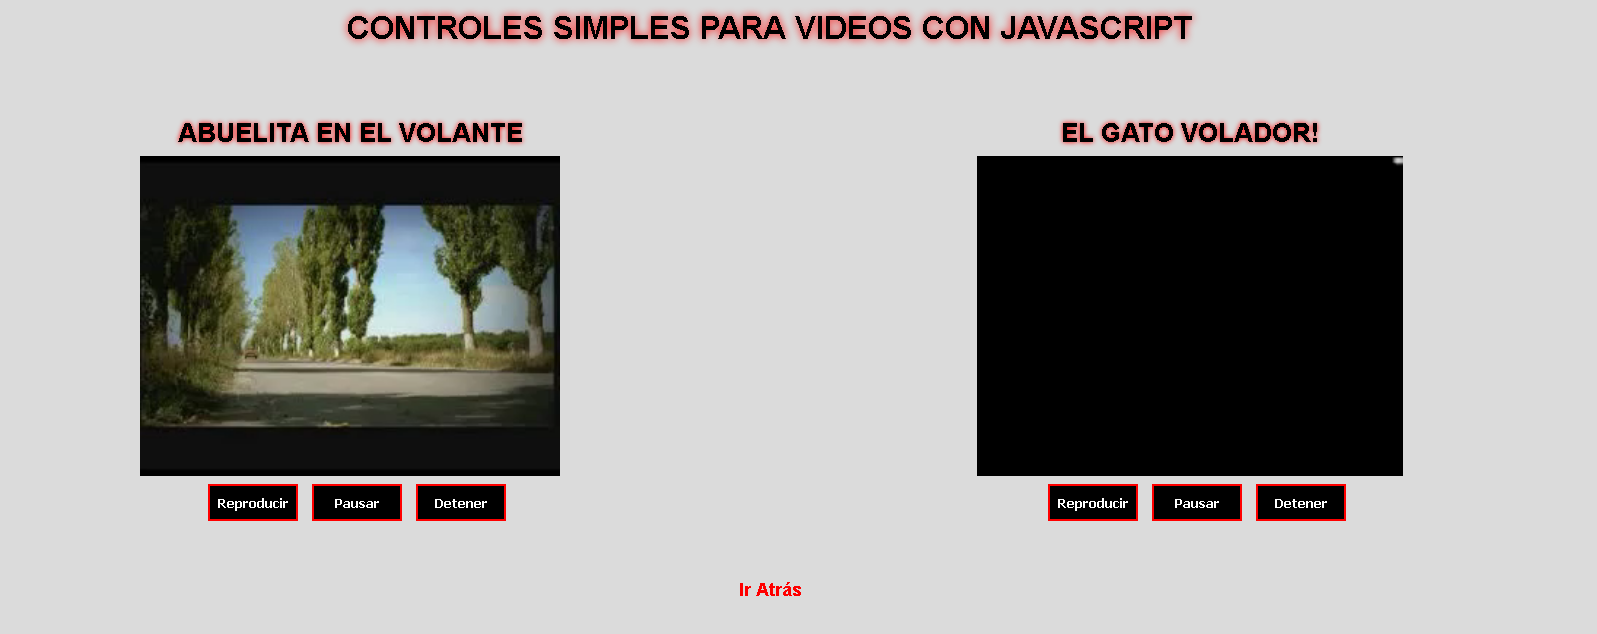 CONTROLES SIMPLES PARA VIDEOS CON JAVASCRIPT
ABUELITA EN EL VOLANTE
EL GATO VOLADOR!
Reproducir Pausar Detener
Reproducir Pausar Detener
Ir Atrás